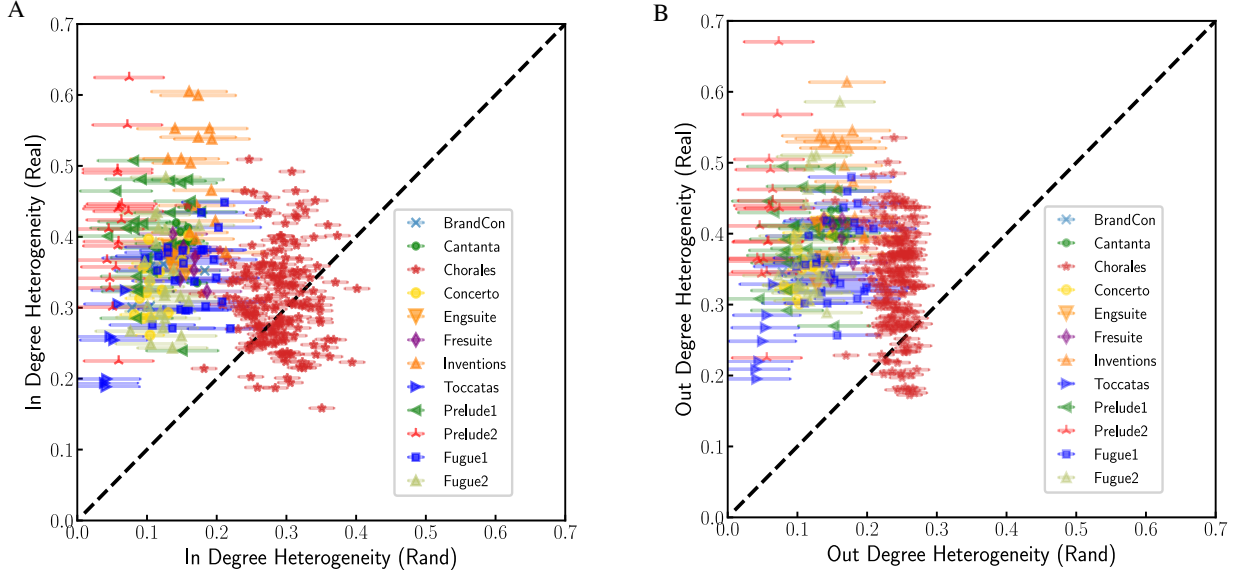 A
In Degree Heterogeneity (Real)
0.7
0.6
0.5
0.4
0.3
0.2
0.1
0.0
0.0 0.1 0.2 0.3 0.4 0.5 0.6 0.7
In Degree Heterogeneity (Rand)
BrandCon
Cantanta
Chorales
Concerto
Engsuite
Fresuite
Inventions
Toccatas
Prelude1
Prelude2
Fugue1
Fugue2
B
Out Degree Heterogeneity (Real)
0.7
0.6
0.5
0.4
0.3
0.2
0.1
0.0
0.0 0.1 0.2 0.3 0.4 0.5 0.6 0.7
Out Degree Heterogeneity (Rand)
BrandCon
Cantanta
Chorales
Concerto
Engsuite
Fresuite
Inventions
Toccatas
Prelude1
Prelude2
Fugue1
Fugue2